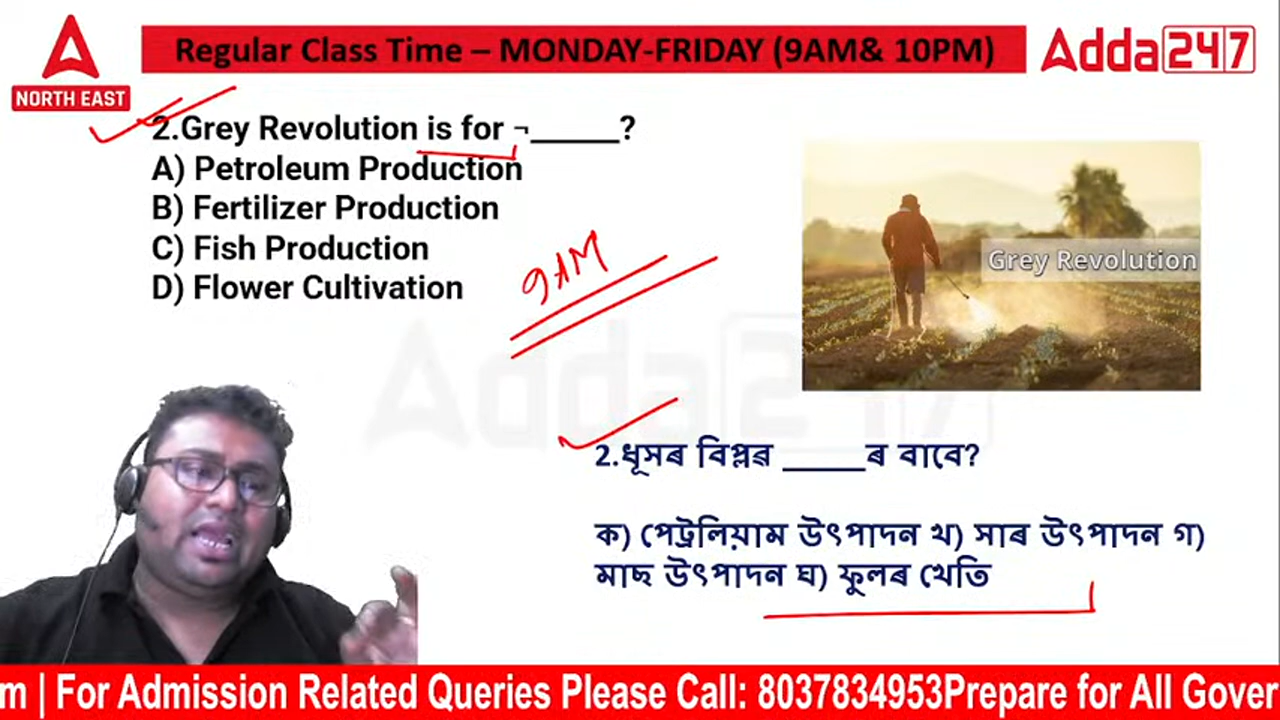 Regular Class Time – MONDAY-FRIDAY (9AM& 10PM)
Adda247
NORTH EAST
2.Grey Revolution is for ¬______?
A) Petroleum Production
B) Fertilizer Production
C) Fish Production
D) Flower Cultivation
9AM
Grey Revolution
Adda247
2.ধূসৰ বিপ্লৱ _____ৰ বাবে?
ক) পেট্ৰলিয়াম উৎপাদন খ) সাৰ উৎপাদন গ)
মাছ উৎপাদন ঘ) ফুলৰ খেতি
m | For Admission Related Queries Please Call: 8037834953Prepare for All Gover